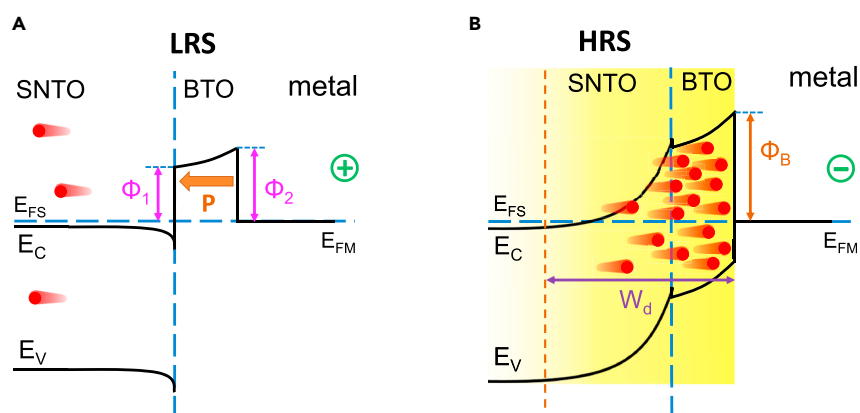 A
LRS
SNTO
BTO
metal
Φ1
P
Φ2
+
EFS
EC
EFM
EV
B
HRS
SNTO
BTO
metal
ΦB
−
EFS
EC
EFM
Wd
EV